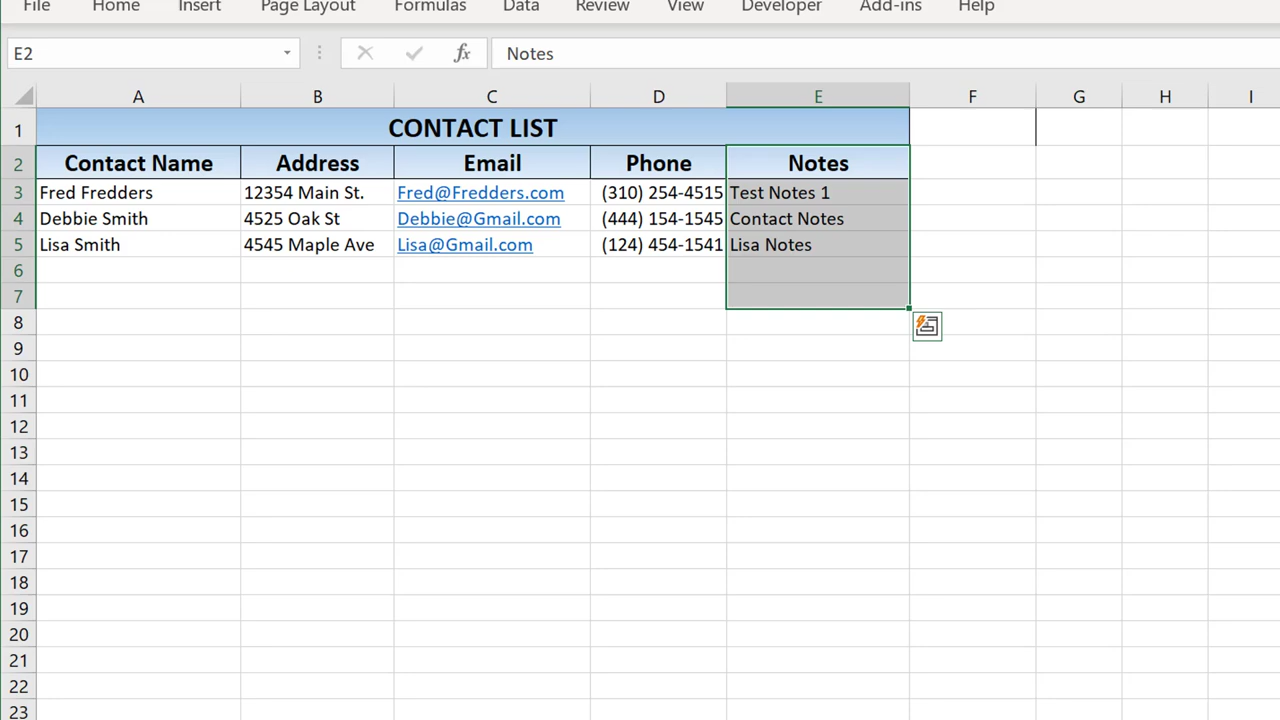 File Home Insert Page Layout Formulas Data Review View Developer Add-ins Help
E2 fx Notes
A B C D E F G H I
1 CONTACT LIST
2 Contact Name Address Email Phone Notes
3 Fred Fredders 12354 Main St. Fred@Fredders.com (310) 254-4515 Test Notes 1
4 Debbie Smith 4525 Oak St Debbie@Gmail.com (444) 154-1545 Contact Notes
5 Lisa Smith 4545 Maple Ave Lisa@Gmail.com (124) 454-1541 Lisa Notes
6
7
8
9
10
11
12
13
14
15
16
17
18
19
20
21
22
23